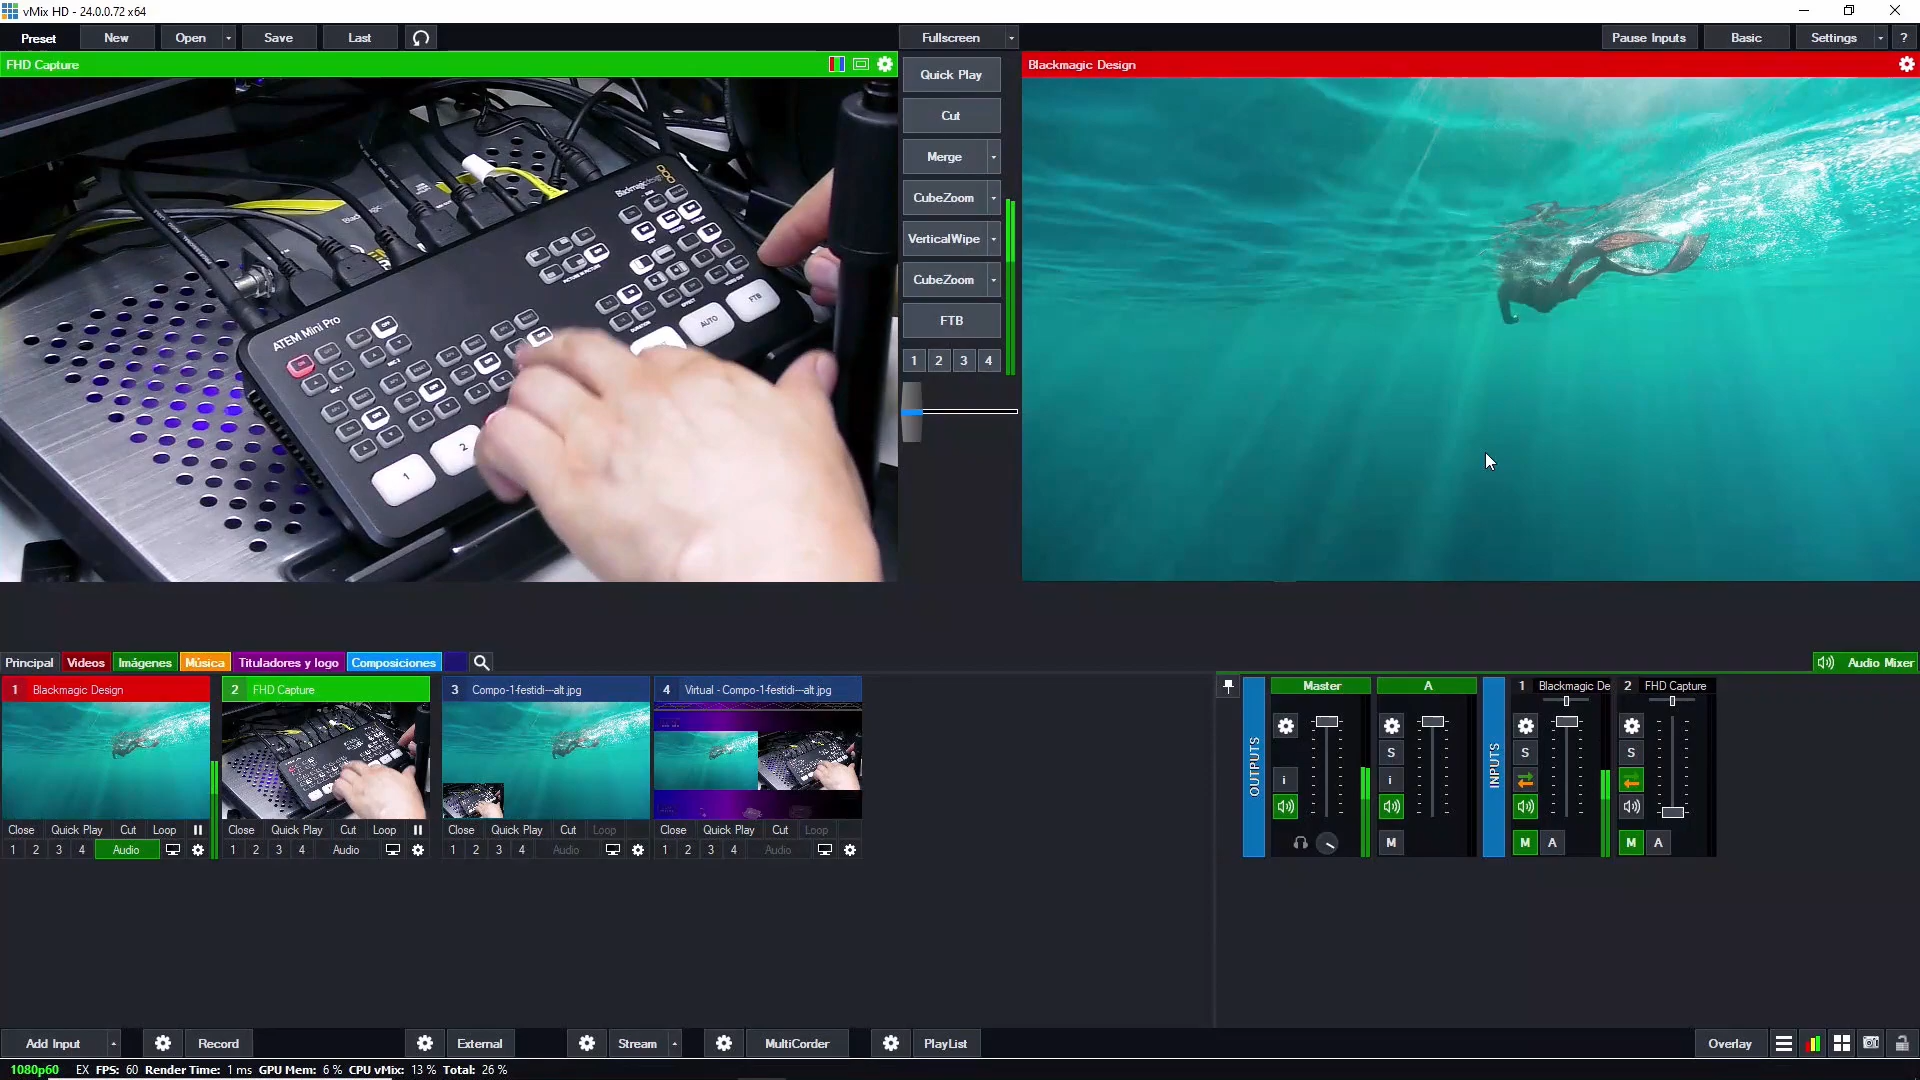 vMix HD - 24.0.0.72 x64
Preset New Open Save Last Fullscreen Pause Inputs Basic Settings ?
FHD Capture
Blackmagic Design
Quick Play
Cut
Merge
CubeZoom
VerticalWipe
CubeZoom
FTB
1 2 3 4
Blackmagicdesign
ATEM Mini Pro
AUTO
FTB
1
2
Principal Videos Imágenes Música Tituladores y logo Composiciones Audio Mixer
1 Blackmagic Design
2 FHD Capture
3 Compo-1-festidi---alt.jpg
4 Virtual - Compo-1-festidi---alt.jpg
Close Quick Play Cut Loop
1 2 3 4 Audio
Close Quick Play Cut Loop
1 2 3 4 Audio
Close Quick Play Cut Loop
1 2 3 4 Audio
Close Quick Play Cut Loop
1 2 3 4 Audio
OUTPUTS
Master
A
INPUTS
1 Blackmagic De
2 FHD Capture
S S S
i i
M M A M A
Add Input Record External Stream MultiCorder PlayList Overlay
1080p60 EX FPS: 60 Render Time: 1 ms GPU Mem: 6 % CPU vMix: 13 % Total: 26 %